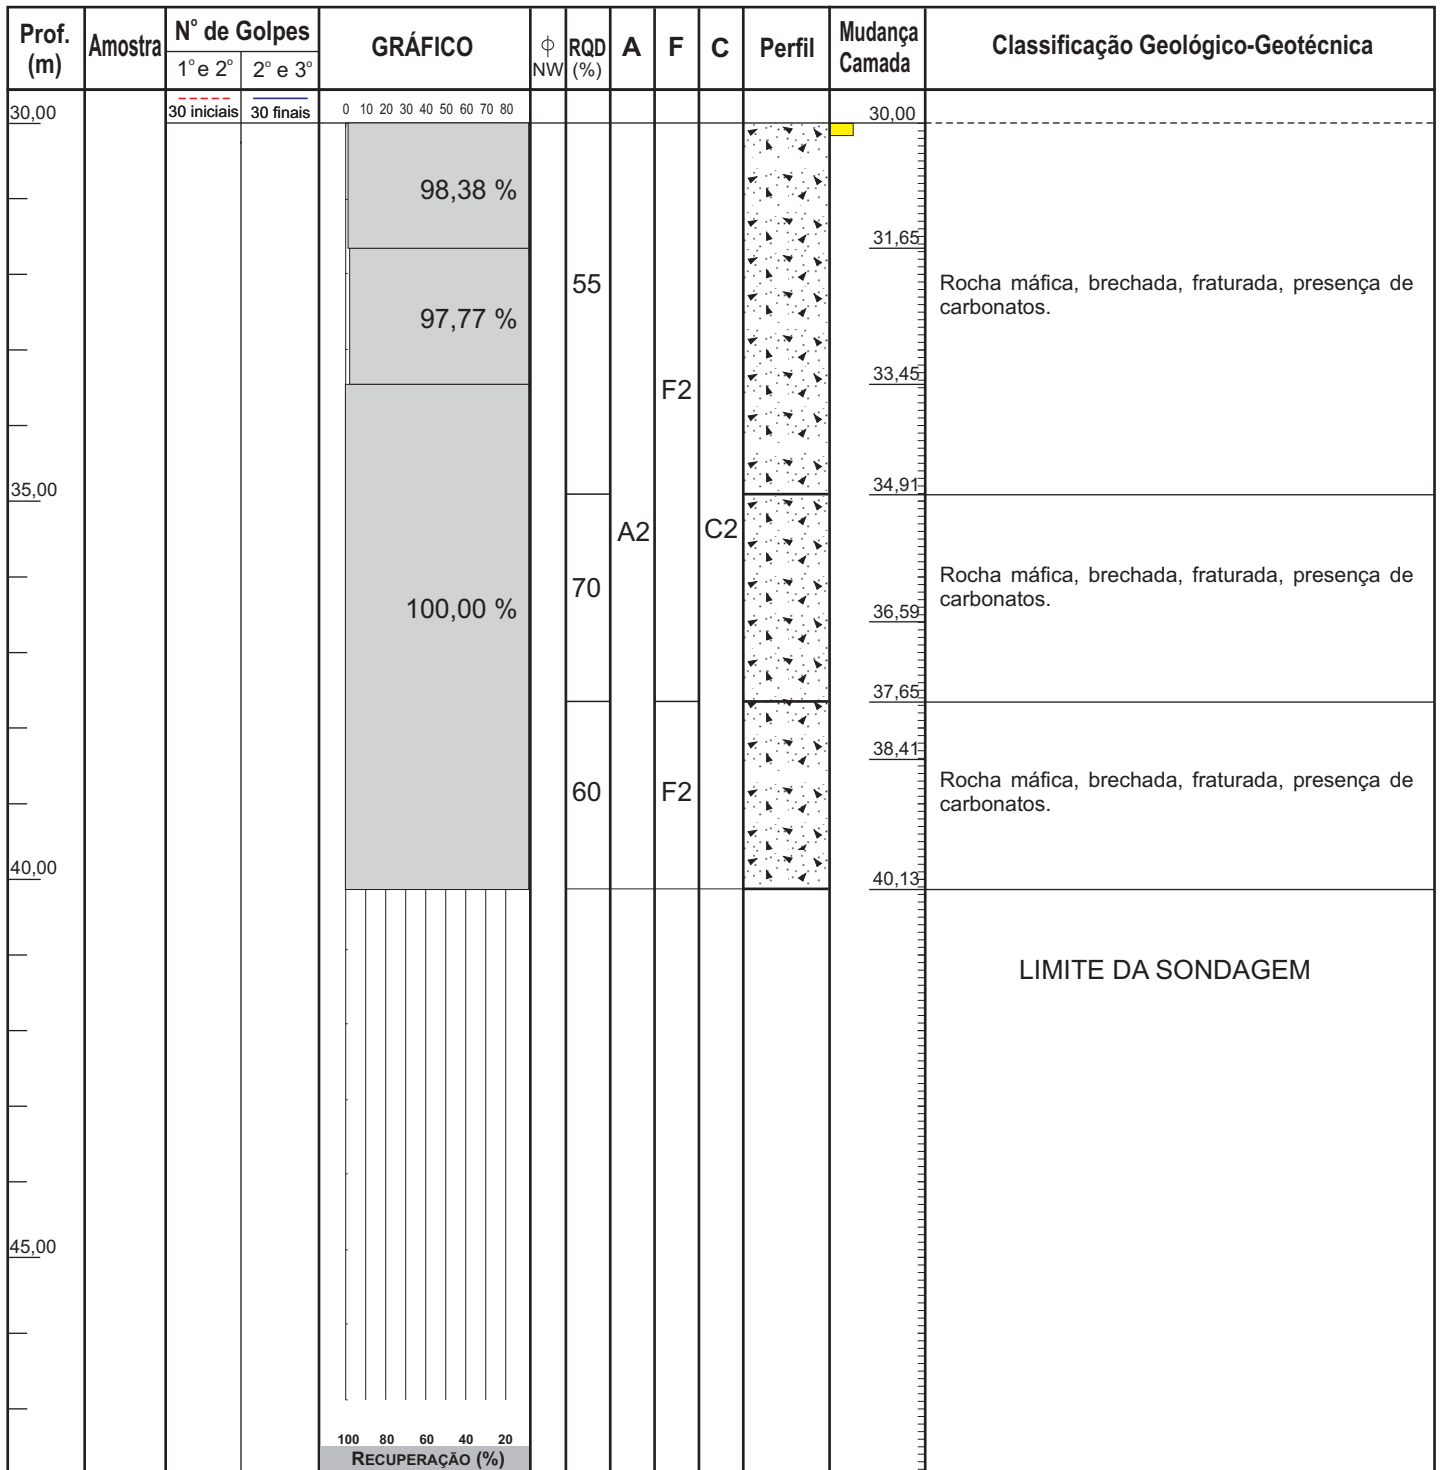 Prof.
(m)
Amostra
N° de Golpes
1° e 2°
2° e 3°
GRÁFICO
ϕ
NW
RQD
(%)
A
F
C
Perfil
Mudança
Camada
Classificação Geológico-Geotécnica
30 iniciais
30 finais
0 10 20 30 40 50 60 70 80
30,00
30,00
98,38 %
31,65
55
Rocha máfica, brechada, fraturada, presença de
carbonatos.
97,77 %
33,45
F2
35,00
34,91
A2
C2
Rocha máfica, brechada, fraturada, presença de
carbonatos.
70
100,00 %
36,59
37,65
38,41
60
F2
Rocha máfica, brechada, fraturada, presença de
carbonatos.
40,00
40,13
LIMITE DA SONDAGEM
45,00
100 80 60 40 20
RECUPERAÇÃO (%)